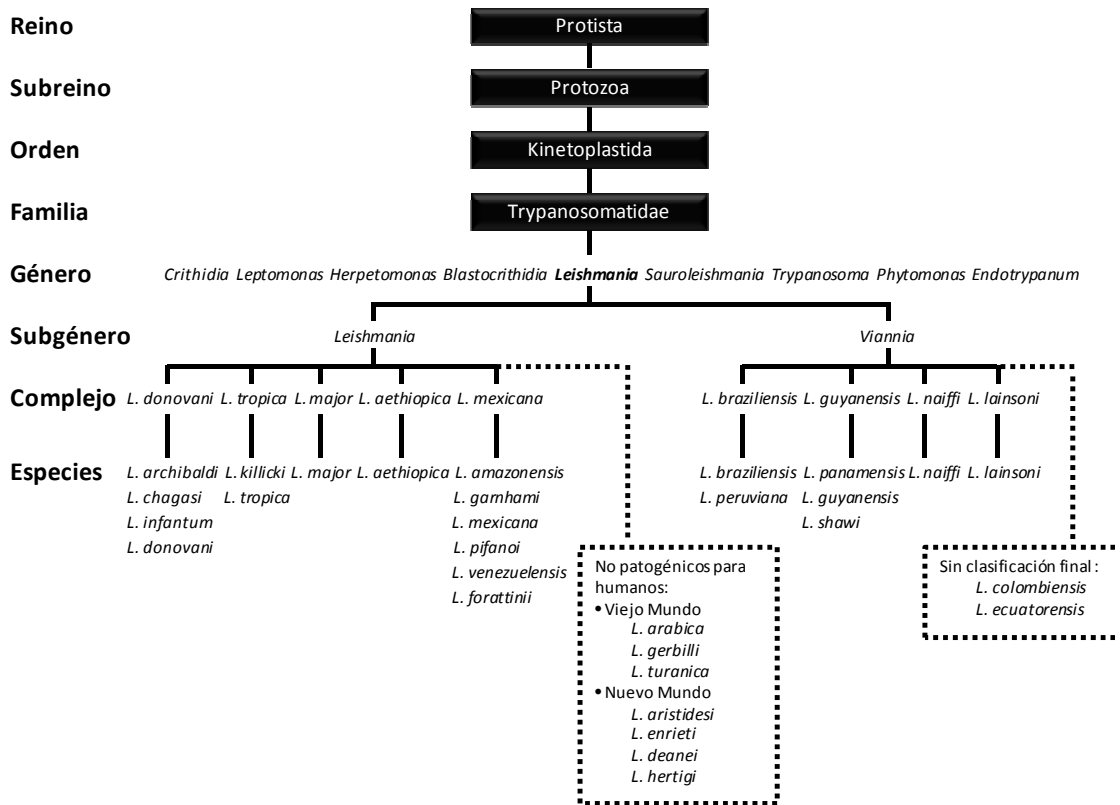 Reino Protista
Subreino Protozoa
Orden Kinetoplastida
Familia Trypanosomatidae
Género Crithidia Leptomonas Herpetomonas Blastocrithidia Leishmania Sauroleishmania Trypanosoma Phytomonas Endotrypanum
Subgénero Leishmania Viannia
Complejo L. donovani L. tropica L. major L. aethiopica L. mexicana L. braziliensis L. guyanensis L. naiffi L. lainsoni
Especies L. archibaldi L. killicki L. major L. aethiopica L. amazonensis L. braziliensis L. panamensis L. naiffi L. lainsoni
L. chagasi L. tropica L. gamhami L. peruviana L. guyanensis
L. infantum L. mexicana L. shawi
L. donovani L. pifanoi
L. venezuelensis
L. forattinii
No patogénicos para
humanos:
• Viejo Mundo
L. arabica
L. gerbilli
L. turanica
• Nuevo Mundo
L. aristidesi
L. enrieti
L. deanei
L. hertigi
Sin clasificación final :
L. colombiensis
L. ecuatorensis